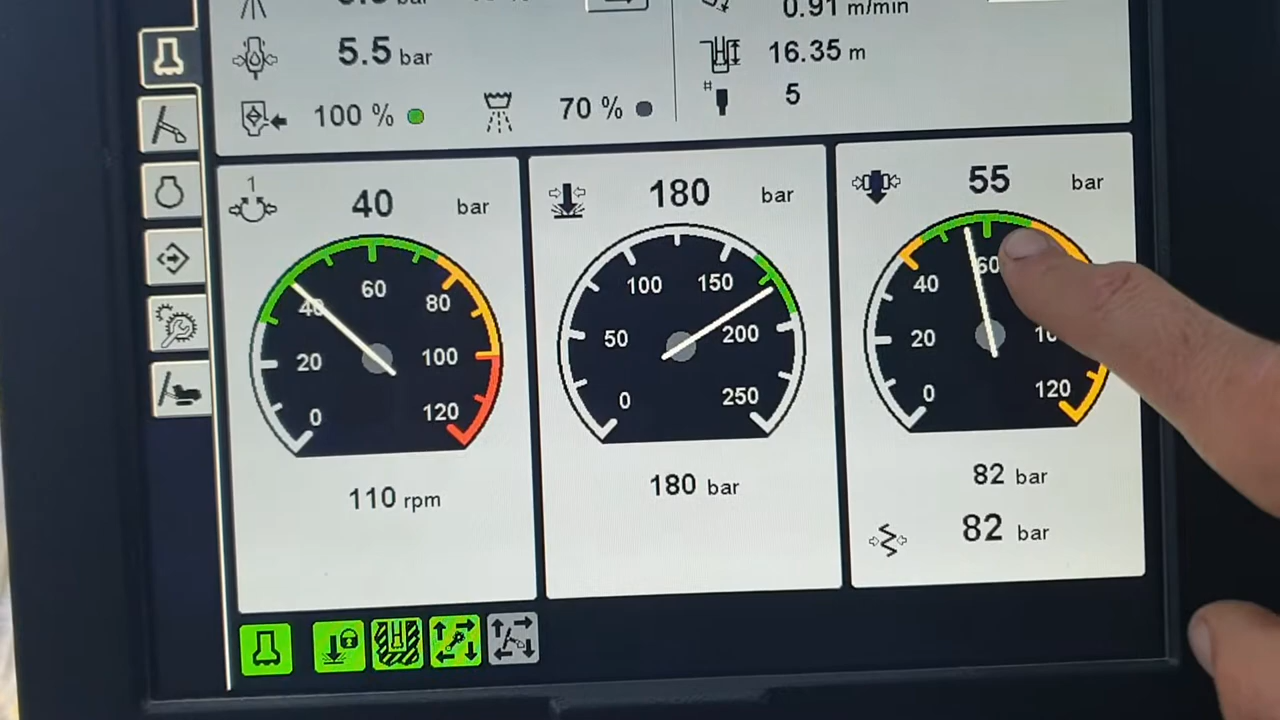 bar
0.91 m/min
5.5 bar
16.35 m
100 %
70 %
#
5
1
40 bar
180 bar
55 bar
0 20 40 60 80 100 120
0 50 100 150 200 250
0 20 40 60 120
110 rpm
180 bar
82 bar
82 bar